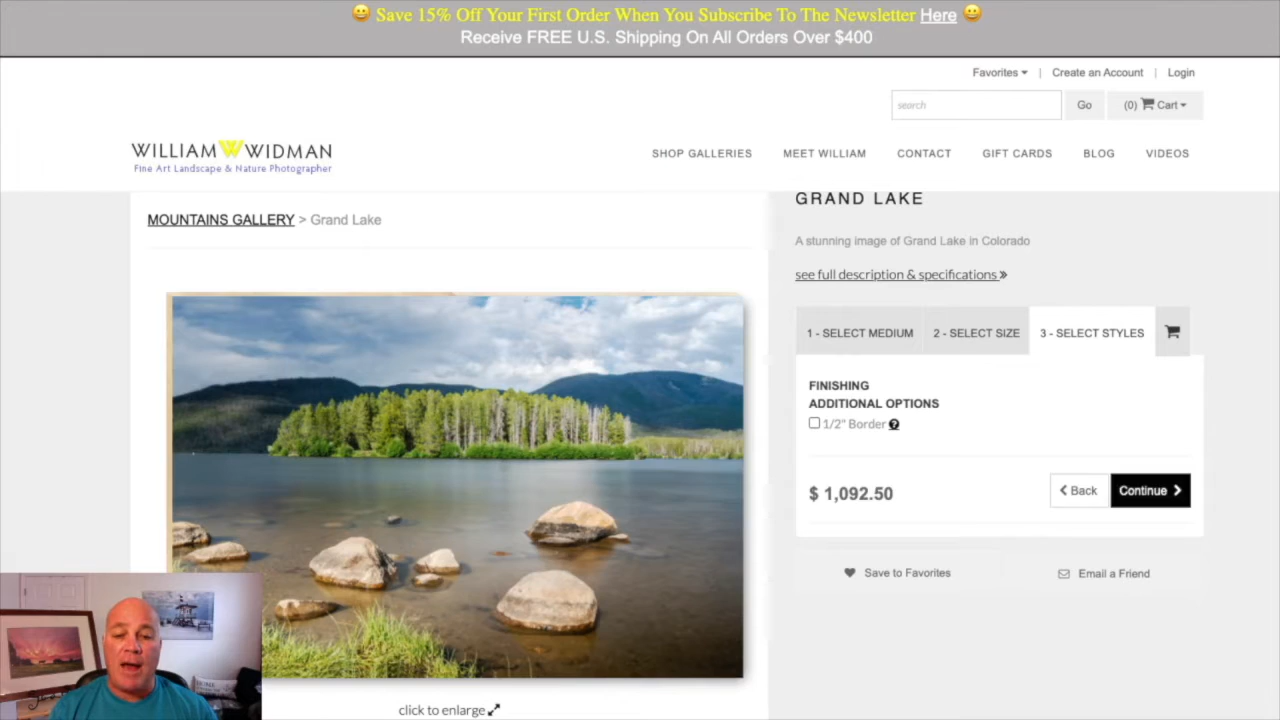 😀 Save 15% Off Your First Order When You Subscribe To The Newsletter Here 😀
Receive FREE U.S. Shipping On All Orders Over $400
Favorites | Create an Account | Login
search Go (0) Cart
WILLIAM W WIDMAN
Fine Art Landscape & Nature Photographer
SHOP GALLERIES MEET WILLIAM CONTACT GIFT CARDS BLOG VIDEOS
MOUNTAINS GALLERY > Grand Lake
click to enlarge
GRAND LAKE
A stunning image of Grand Lake in Colorado
see full description & specifications »
1 - SELECT MEDIUM 2 - SELECT SIZE 3 - SELECT STYLES
FINISHING
ADDITIONAL OPTIONS
1/2" Border ?
$ 1,092.50 Back Continue
Save to Favorites Email a Friend